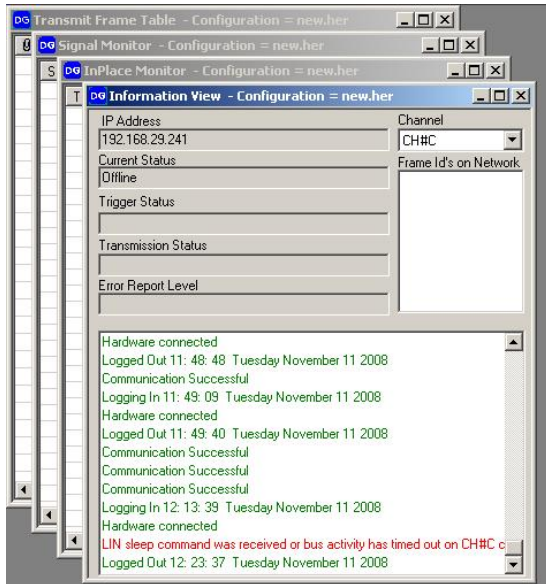 DG Transmit Frame Table - Configuration = new.her
DG Signal Monitor - Configuration = new.her
S DG InPlace Monitor - Configuration = new.her
T DG Information View - Configuration = new.her
IP Address
Channel
192.168.29.241
CH#C
Current Status
Frame Id's on Network
Offline
Trigger Status
Transmission Status
Error Report Level
Hardware connected
Logged Out 11: 48: 48 Tuesday November 11 2008
Communication Successful
Logging In 11: 49: 09 Tuesday November 11 2008
Hardware connected
Logged Out 11: 49: 40 Tuesday November 11 2008
Communication Successful
Communication Successful
Communication Successful
Logging In 12: 13: 39 Tuesday November 11 2008
Hardware connected
LIN sleep command was received or bus activity has timed out on CH#C c
Logged Out 12: 23: 37 Tuesday November 11 2008